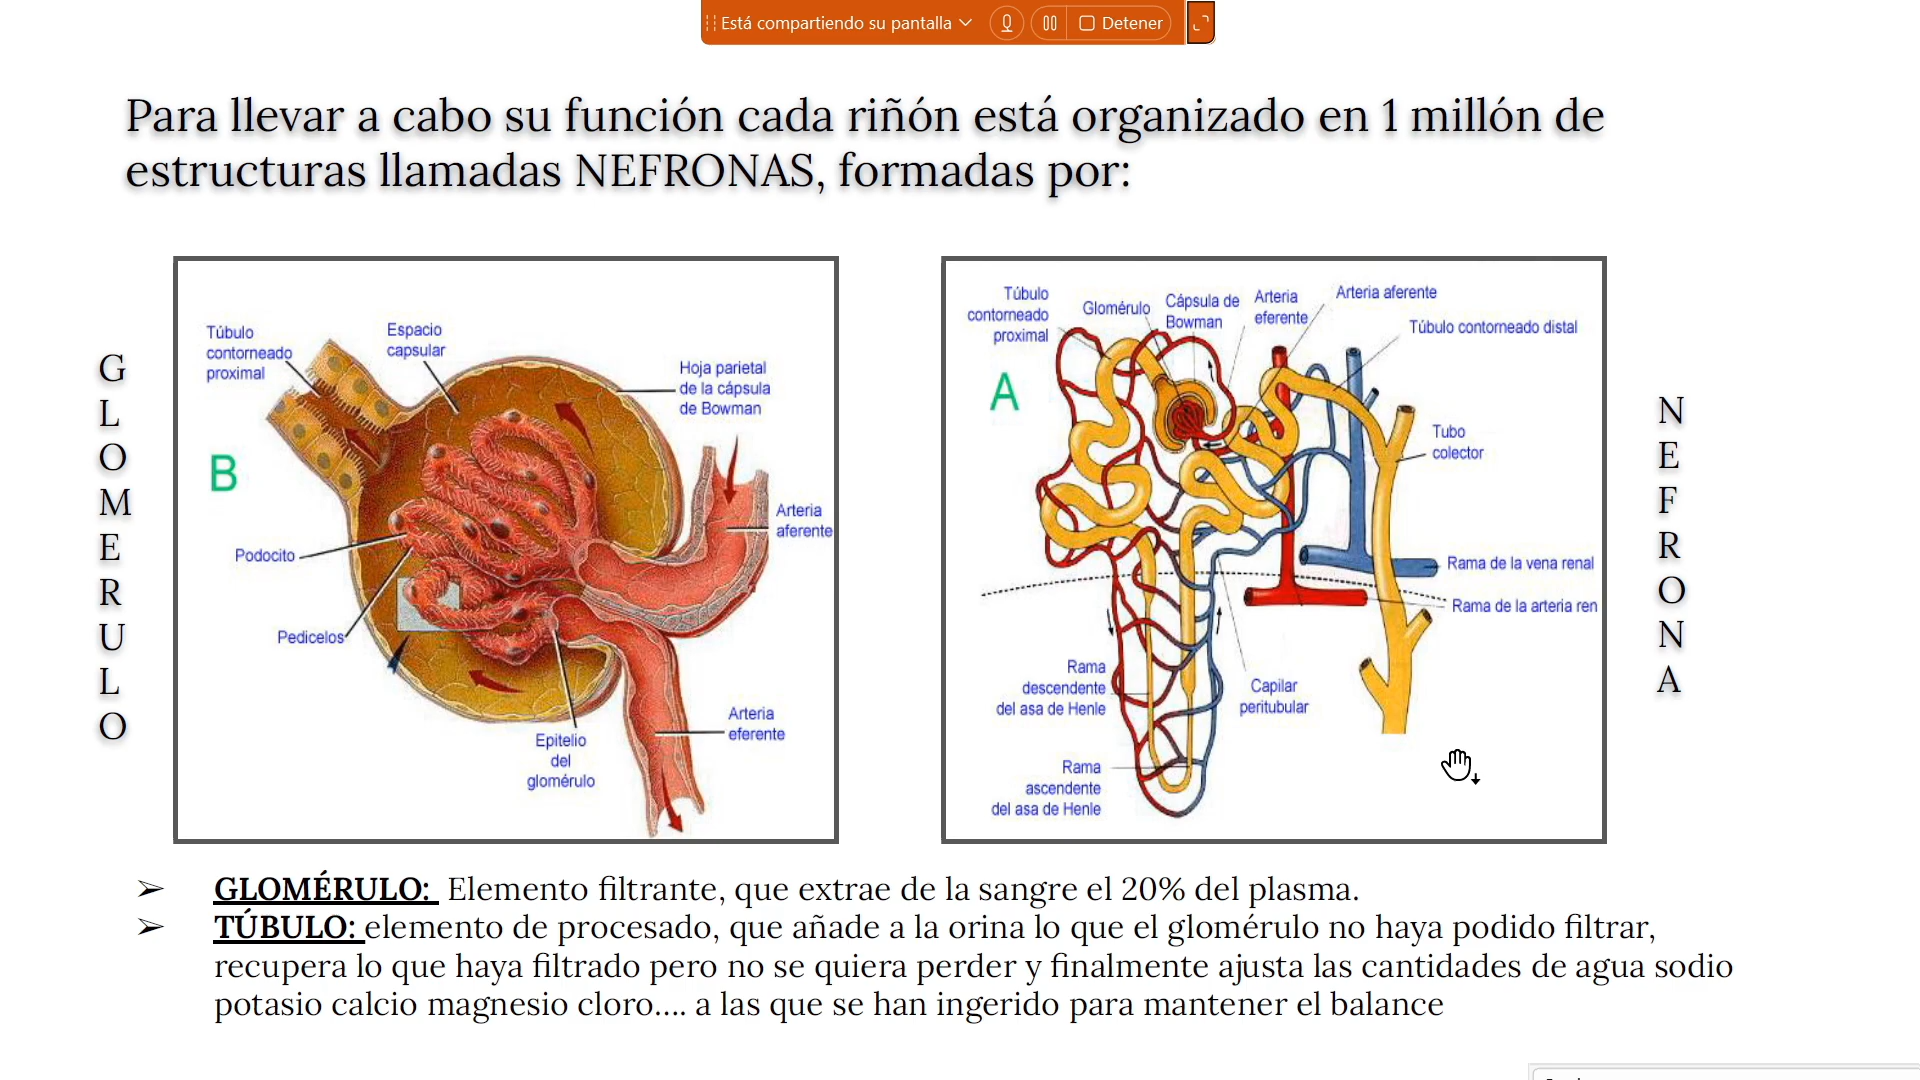 Está compartiendo su pantalla
Detener
Para llevar a cabo su función cada riñón está organizado en 1 millón de
estructuras llamadas NEFRONAS, formadas por:
GLOMERULO
Túbulo
contorneado
proximal
Espacio
capsular
Hoja parietal
de la cápsula
de Bowman
B
Arteria
aferente
Podocito
Pedicelos
Arteria
eferente
Epitelio
del
glomérulo
Túbulo
contorneado
proximal
Glomérulo
Cápsula de
Bowman
Arteria
eferente
Arteria aferente
Túbulo contorneado distal
A
Tubo
colector
Rama de la vena renal
Rama de la arteria ren
Rama
descendente
del asa de Henle
Capilar
peritubular
Rama
ascendente
del asa de Henle
NEFRONA
➢ GLOMÉRULO: Elemento filtrante, que extrae de la sangre el 20% del plasma.
➢ TÚBULO: elemento de procesado, que añade a la orina lo que el glomérulo no haya podido filtrar,
recupera lo que haya filtrado pero no se quiera perder y finalmente ajusta las cantidades de agua sodio
potasio calcio magnesio cloro…. a las que se han ingerido para mantener el balance